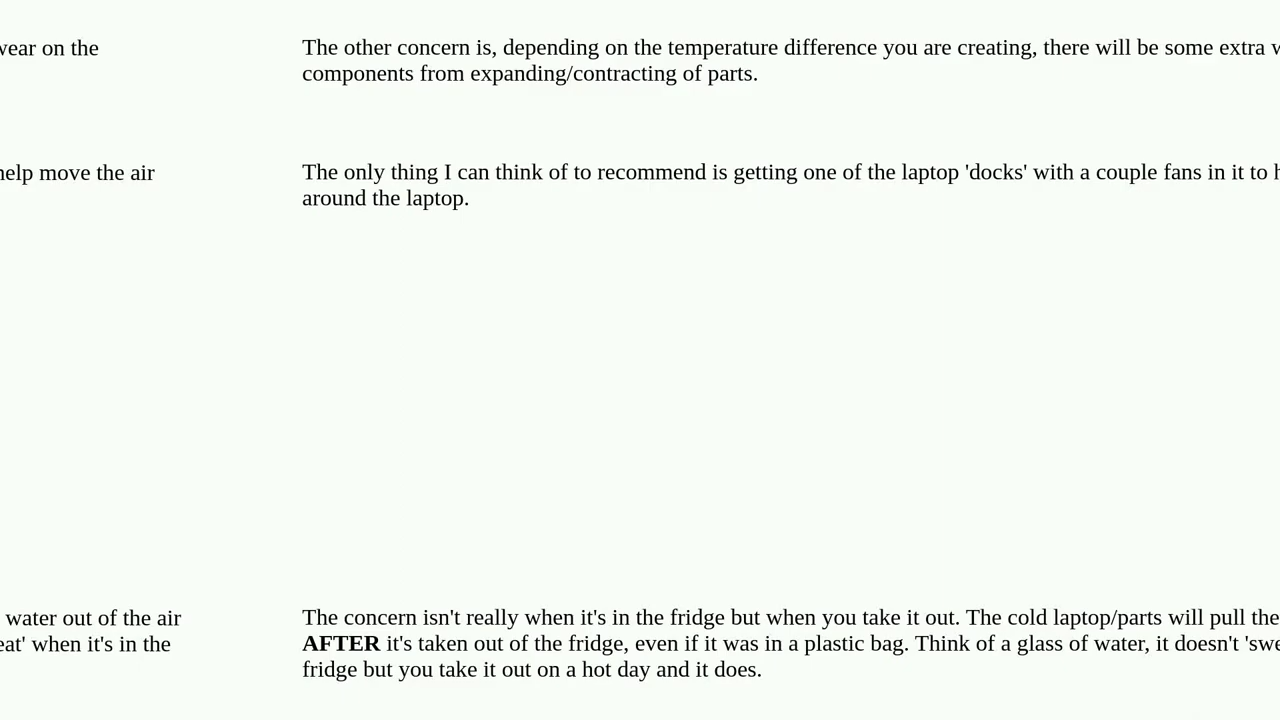 wear on the
help move the air
water out of the air
eat' when it's in the
The other concern is, depending on the temperature difference you are creating, there will be some extra
components from expanding/contracting of parts.
The only thing I can think of to recommend is getting one of the laptop 'docks' with a couple fans in it to
around the laptop.
The concern isn't really when it's in the fridge but when you take it out. The cold laptop/parts will pull the
AFTER it's taken out of the fridge, even if it was in a plastic bag. Think of a glass of water, it doesn't 'swe
fridge but you take it out on a hot day and it does.